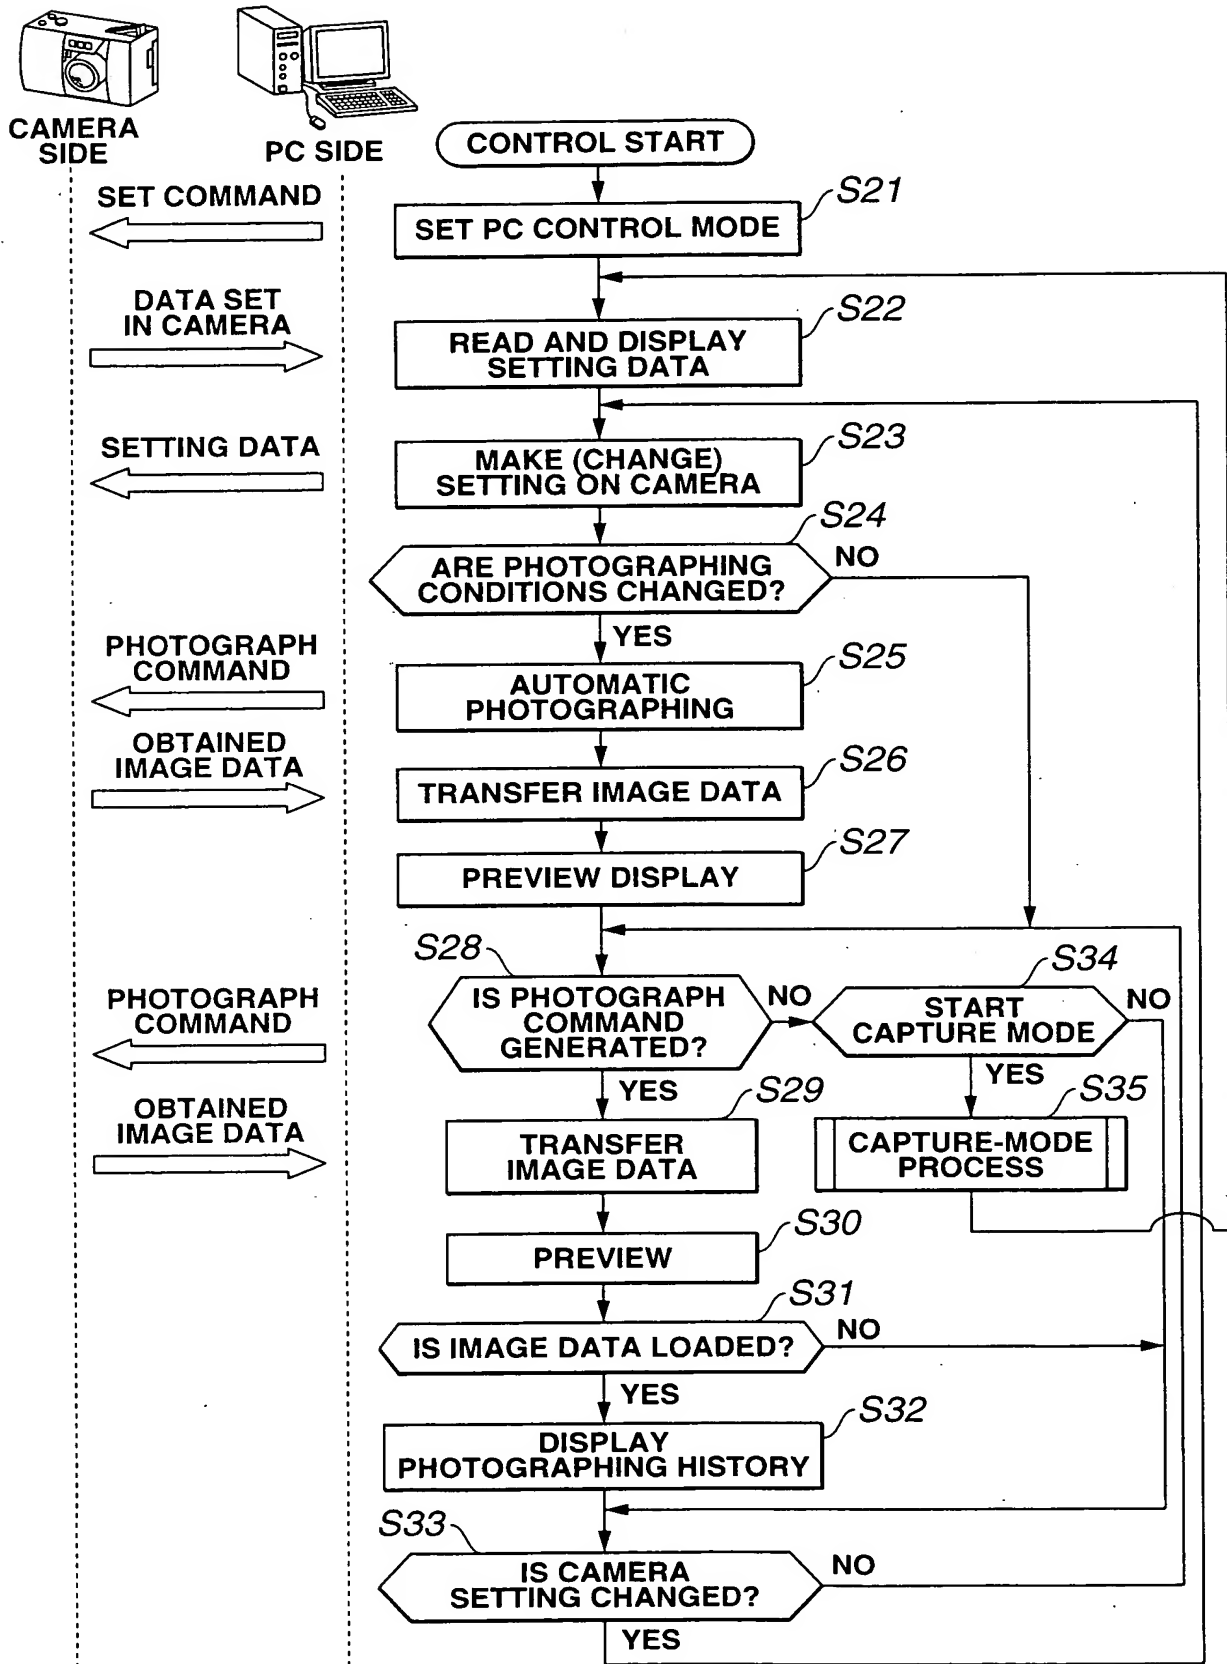 CAMERA
SIDE
PC SIDE
CONTROL START
SET COMMAND
S21
SET PC CONTROL MODE
DATA SET
IN CAMERA
S22
READ AND DISPLAY
SETTING DATA
SETTING DATA
S23
MAKE (CHANGE)
SETTING ON CAMERA
S24
ARE PHOTOGRAPHING
CONDITIONS CHANGED?
NO
YES
PHOTOGRAPH
COMMAND
S25
AUTOMATIC
PHOTOGRAPHING
OBTAINED
IMAGE DATA
S26
TRANSFER IMAGE DATA
S27
PREVIEW DISPLAY
S28
IS PHOTOGRAPH
COMMAND
GENERATED?
NO
S34
START
CAPTURE MODE
NO
PHOTOGRAPH
COMMAND
YES
YES
OBTAINED
IMAGE DATA
S29
TRANSFER
IMAGE DATA
S35
CAPTURE-MODE
PROCESS
S30
PREVIEW
S31
IS IMAGE DATA LOADED?
NO
YES
S32
DISPLAY
PHOTOGRAPHING HISTORY
S33
IS CAMERA
SETTING CHANGED?
NO
YES